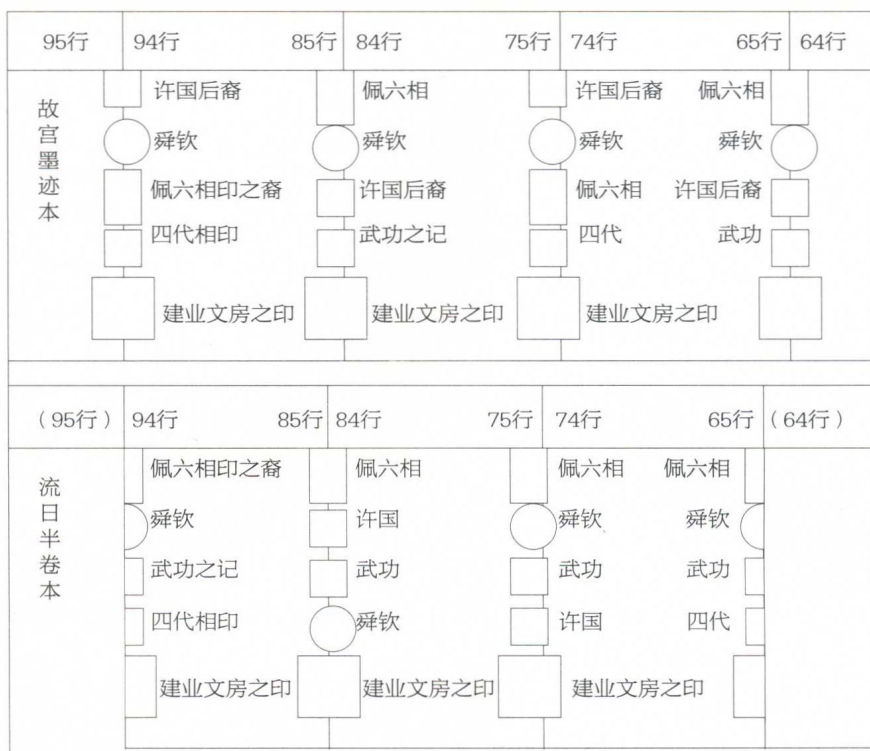 95行 94行 85行 84行 75行 74行 65行 64行
故宫墨迹本
许国后裔 佩六相 许国后裔 佩六相
舜钦 舜钦 舜钦 舜钦
佩六相印之裔 许国后裔 佩六相 许国后裔
四代相印 武功之记 四代 武功
建业文房之印 建业文房之印 建业文房之印
（95行） 94行 85行 84行 75行 74行 65行 （64行）
流日半卷本
佩六相印之裔 佩六相 佩六相 佩六相
舜钦 许国 舜钦 舜钦
武功之记 武功 武功 武功
四代相印 舜钦 许国 四代
建业文房之印 建业文房之印 建业文房之印